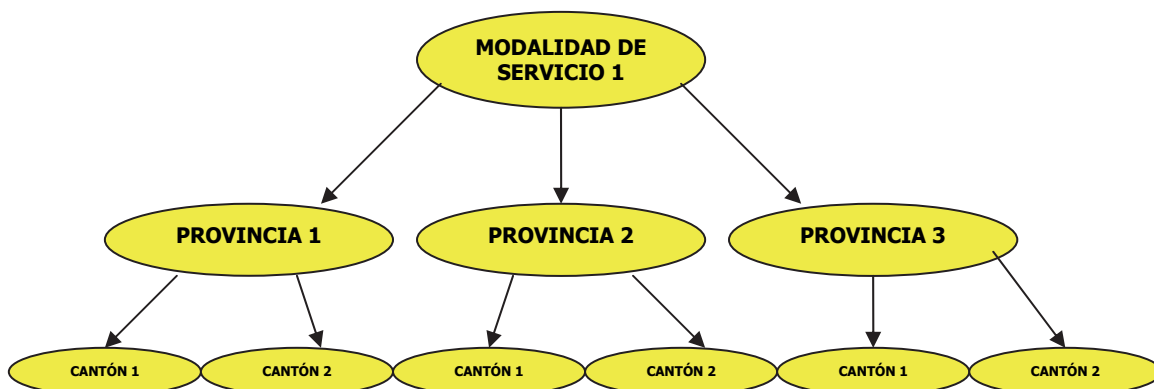 MODALIDAD DE
SERVICIO 1
PROVINCIA 1
PROVINCIA 2
PROVINCIA 3
CANTÓN 1
CANTÓN 2
CANTÓN 1
CANTÓN 2
CANTÓN 1
CANTÓN 2